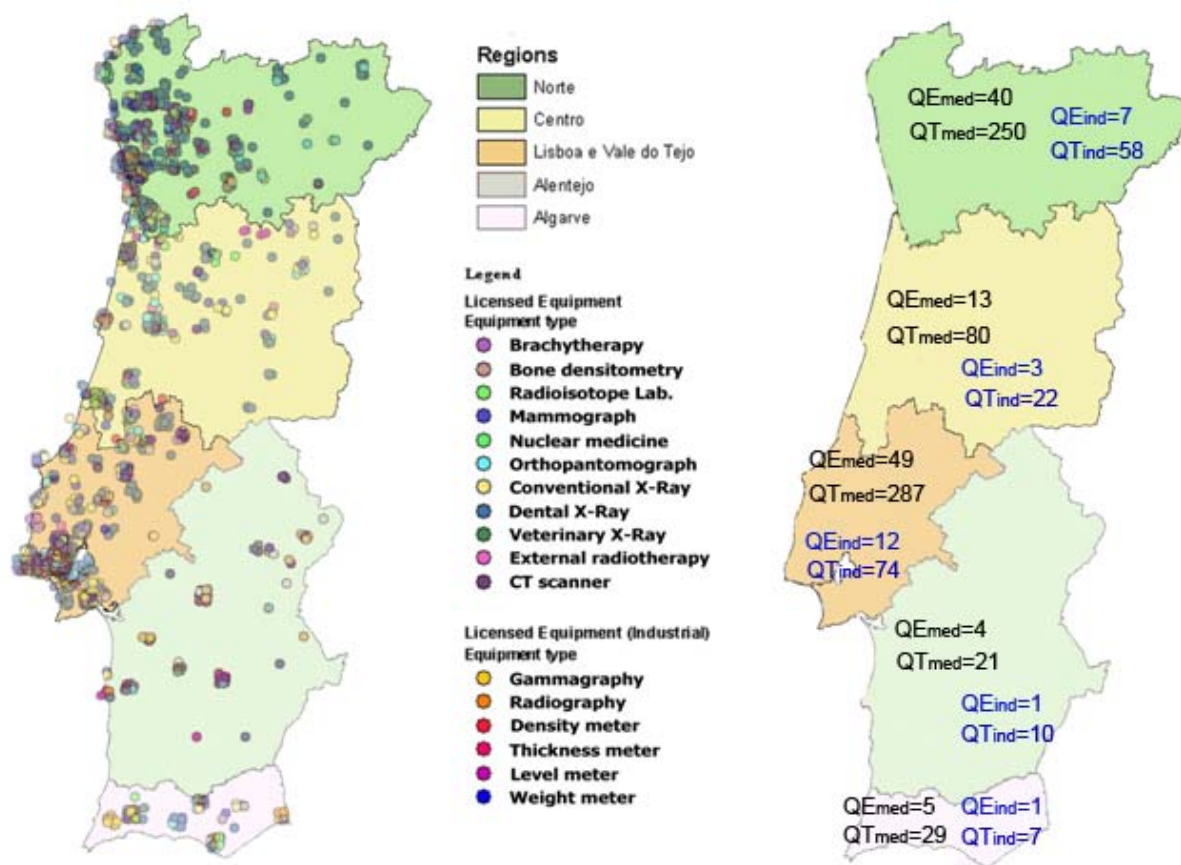 Regions
Norte
Centro
Lisboa e Vale do Tejo
Alentejo
Algarve
Legend
Licensed Equipment
Equipment type
Brachytherapy
Bone densitometry
Radioisotope Lab.
Mammograph
Nuclear medicine
Orthopantomograph
Conventional X-Ray
Dental X-Ray
Veterinary X-Ray
External radiotherapy
CT scanner
Licensed Equipment (Industrial)
Equipment type
Gammagraphy
Radiography
Density meter
Thickness meter
Level meter
Weight meter
QEmed=40
QTmed=250
QEind=7
QTind=58
QEmed=13
QTmed=80
QEind=3
QTind=22
QEmed=49
QTmed=287
QEind=12
QTind=74
QEmed=4
QTmed=21
QEind=1
QTind=10
QEmed=5
QTmed=29
QEind=1
QTind=7